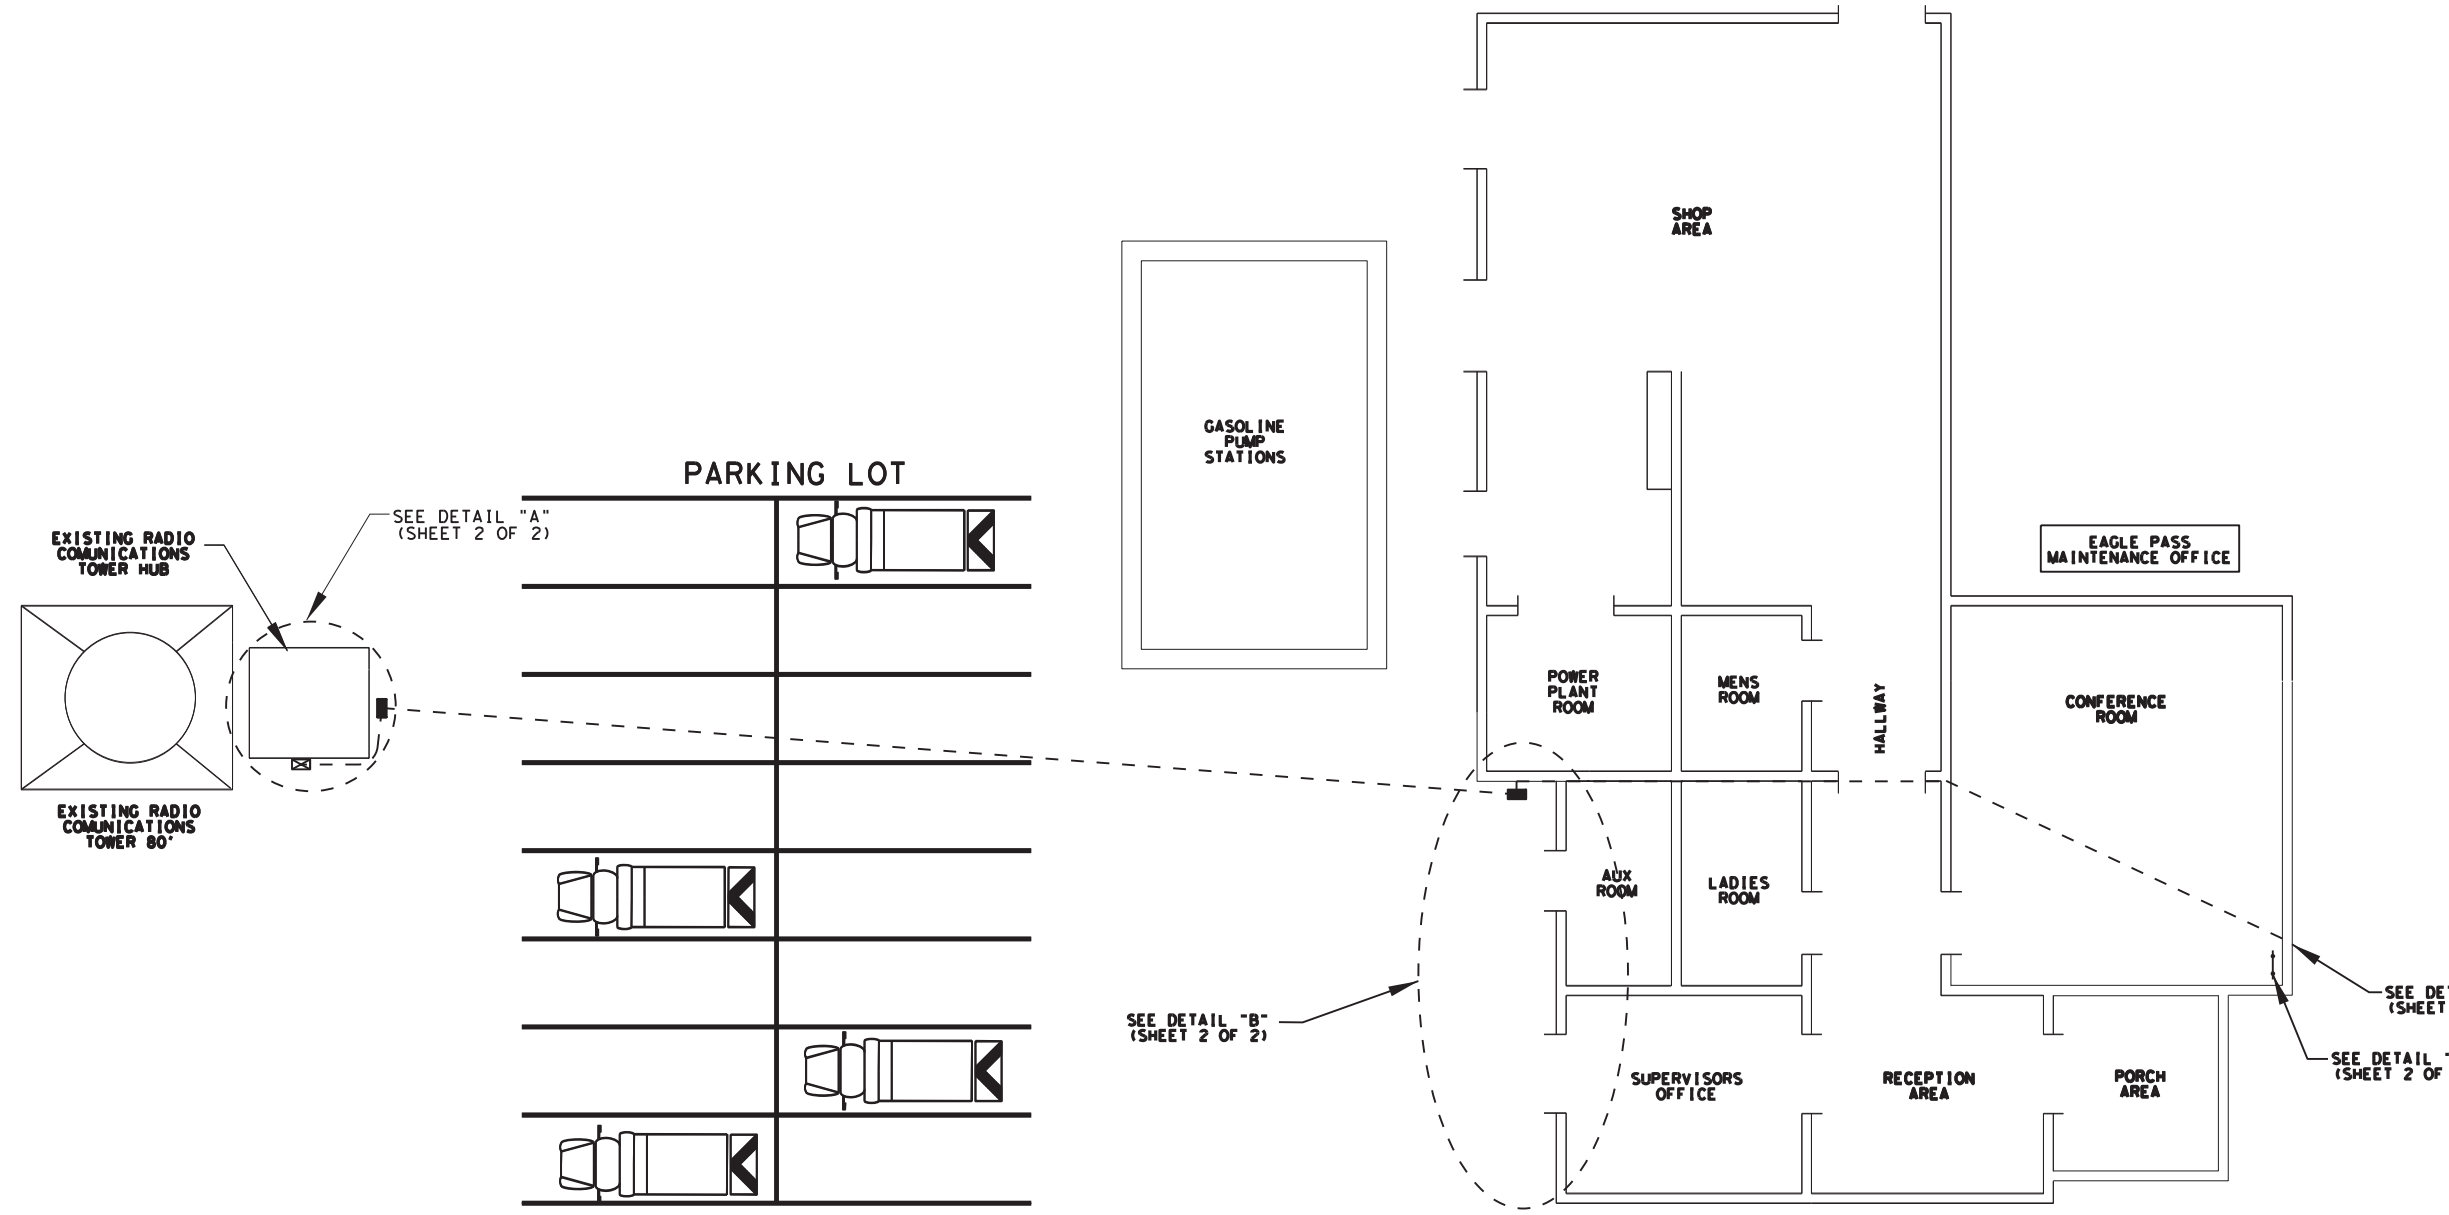 SHOP
AREA
GASOLINE
PUMP
STATIONS
PARKING LOT
SEE DETAIL "A"
(SHEET 2 OF 2)
EXISTING RADIO
COMUNICATIONS
TOWER HUB
EAGLE PASS
MAINTENANCE OFFICE
POWER
PLANT
ROOM
MENS
ROOM
HALLWAY
CONFERENCE
ROOM
EXISTING RADIO
COMUNICATIONS
TOWER 80'
AUX
ROOM
LADIES
ROOM
SEE DETAIL "B"
(SHEET 2 OF 2)
SEE DE
(SHEET
SEE DETAIL "
(SHEET 2 OF
SUPERVISORS
OFFICE
RECEPTION
AREA
PORCH
AREA